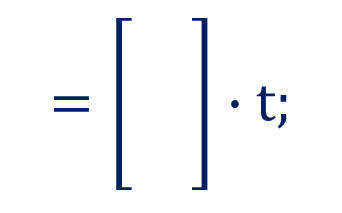 = [ ] · t;